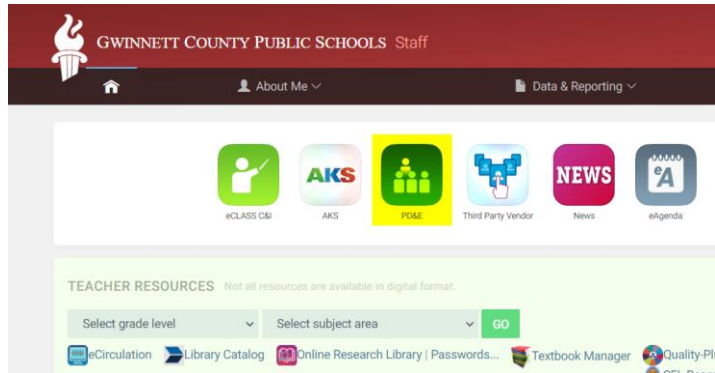 GWINNETT COUNTY PUBLIC SCHOOLS Staff
About Me
Data & Reporting
AKS
NEWS
eA
eCLASS C&I
AKS
PD&E
Third Party Vendor
News
eAgenda
TEACHER RESOURCES Not all resources are available in digital format.
Select grade level
Select subject area
GO
eCirculation
Library Catalog
Online Research Library | Passwords...
Textbook Manager
Quality-Plu